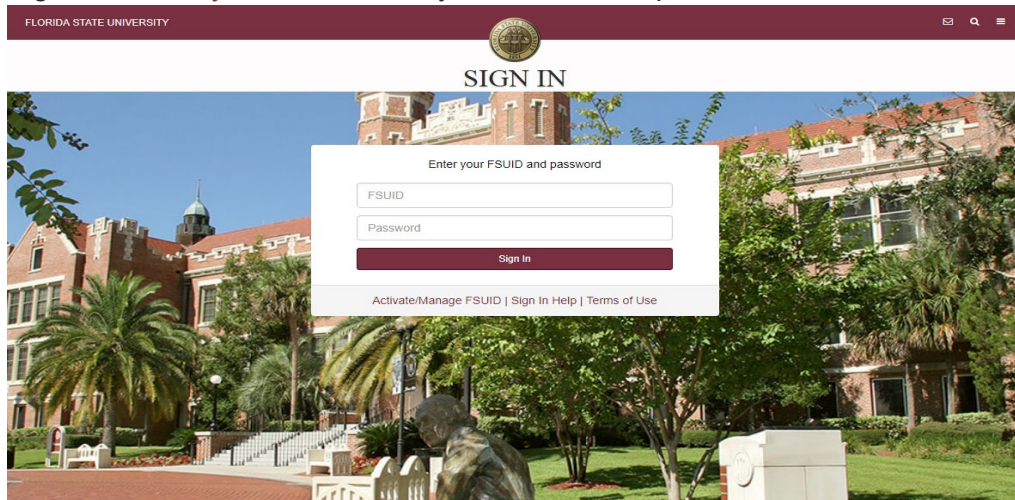 FLORIDA STATE UNIVERSITY
SIGN IN
Enter your FSUID and password
FSUID
Password
Sign In
Activate/Manage FSUID | Sign In Help | Terms of Use